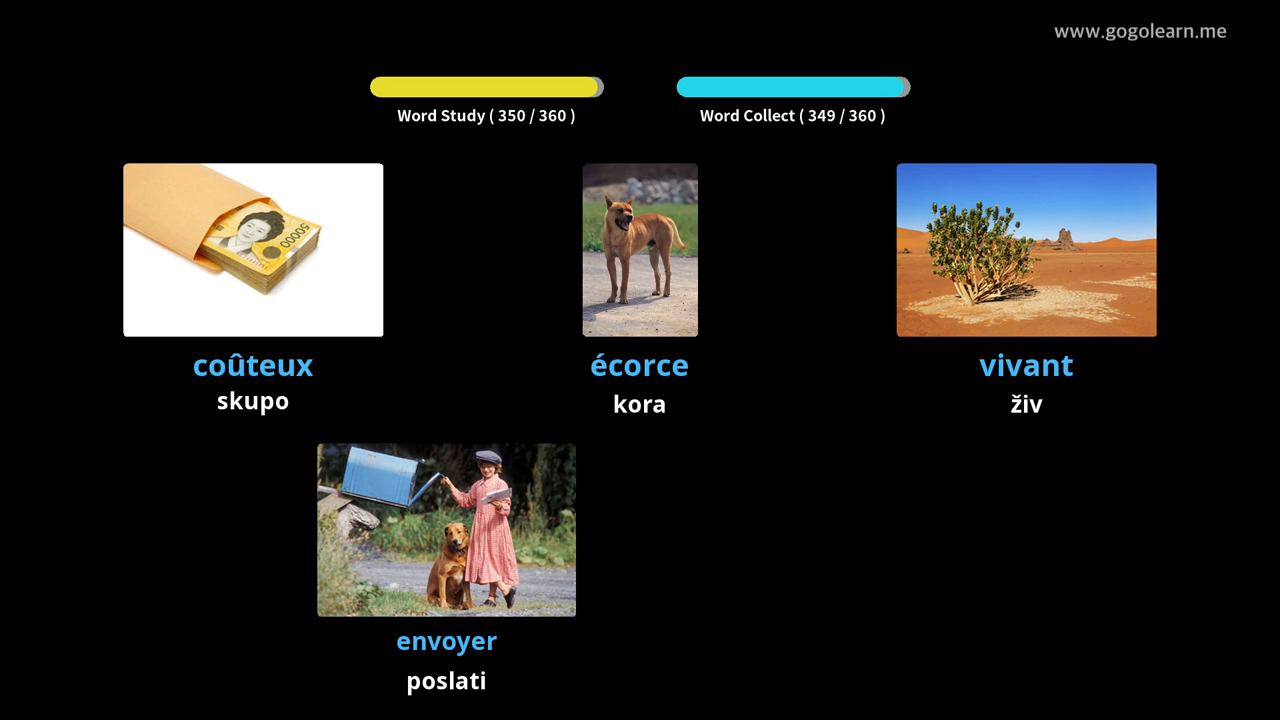 www.gogolearn.me
Word Study ( 350 / 360 )
Word Collect ( 349 / 360 )
50000
coûteux
écorce
vivant
skupo
kora
živ
envoyer
poslati